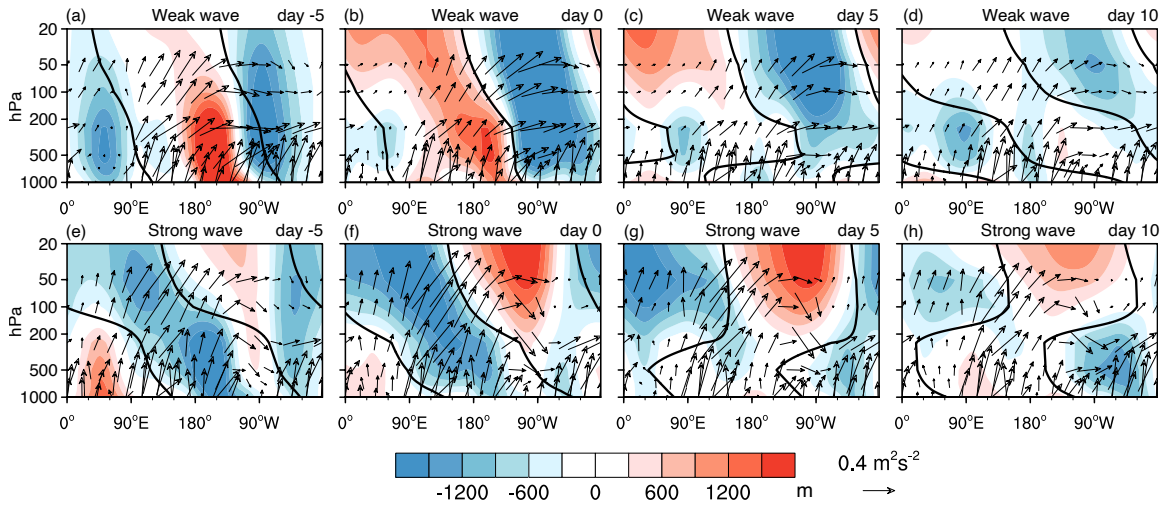 (a) Weak wave day -5 (b) Weak wave day 0 (c) Weak wave day 5 (d) Weak wave day 10
20
50
100
200
500
1000
hPa
0° 90°E 180° 90°W 0° 90°E 180° 90°W 0° 90°E 180° 90°W 0° 90°E 180° 90°W
(e) Strong wave day -5 (f) Strong wave day 0 (g) Strong wave day 5 (h) Strong wave day 10
20
50
100
200
500
1000
hPa
0° 90°E 180° 90°W 0° 90°E 180° 90°W 0° 90°E 180° 90°W 0° 90°E 180° 90°W
-1200 -600 0 600 1200 m
0.4 m²s⁻²